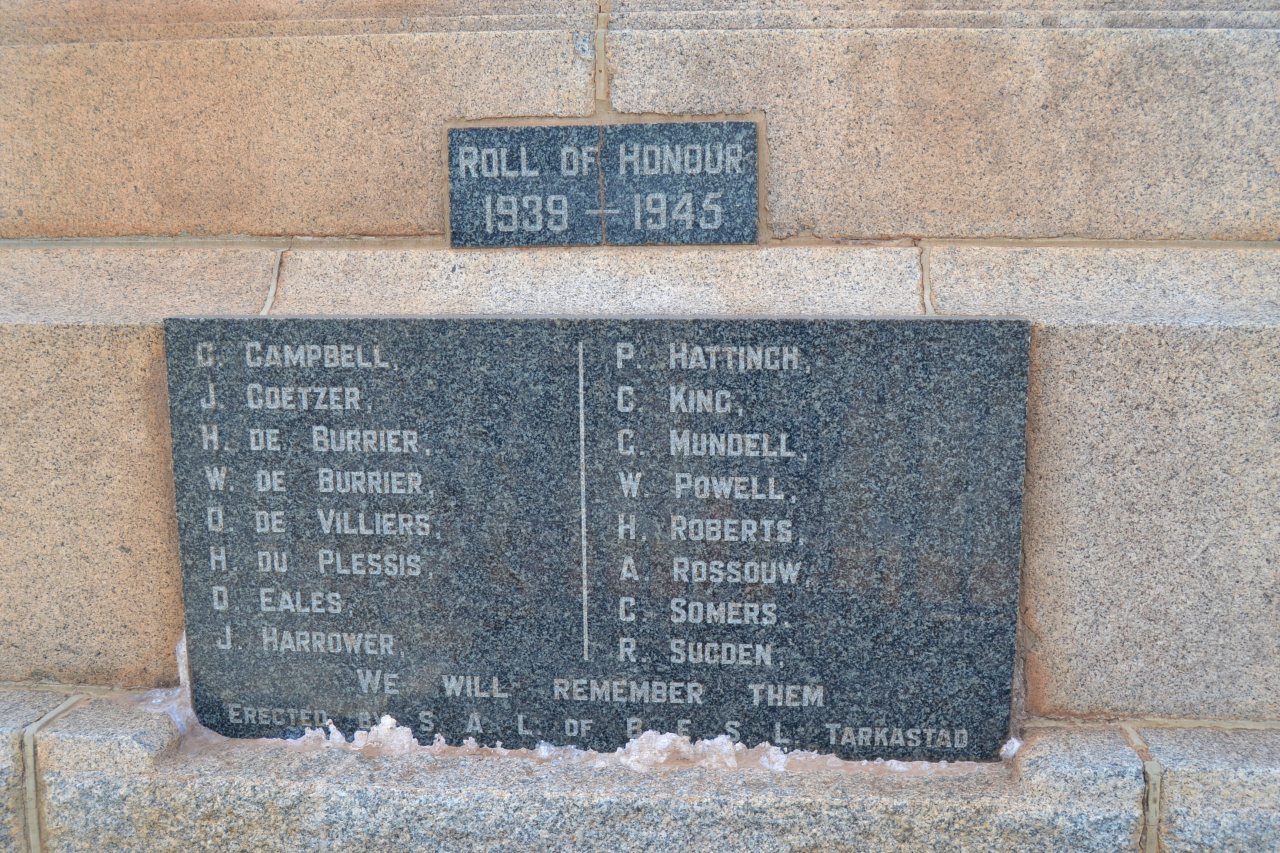 ROLL OF HONOUR
1939 — 1945
G. CAMPBELL.
J. COETZER.
H. DE BURRIER.
W. DE BURRIER.
O. DE VILLIERS.
H. DU PLESSIS.
D. EALES.
J. HARROWER.
P. HATTINGH.
G. KING.
G. MUNDELL.
W. POWELL.
H. ROBERTS.
A. ROSSOUW.
C. SOMERS.
R. SUGDEN.
WE WILL REMEMBER THEM
ERECTED BY S. A. L. OF B. E. S. L. TARKASTAD